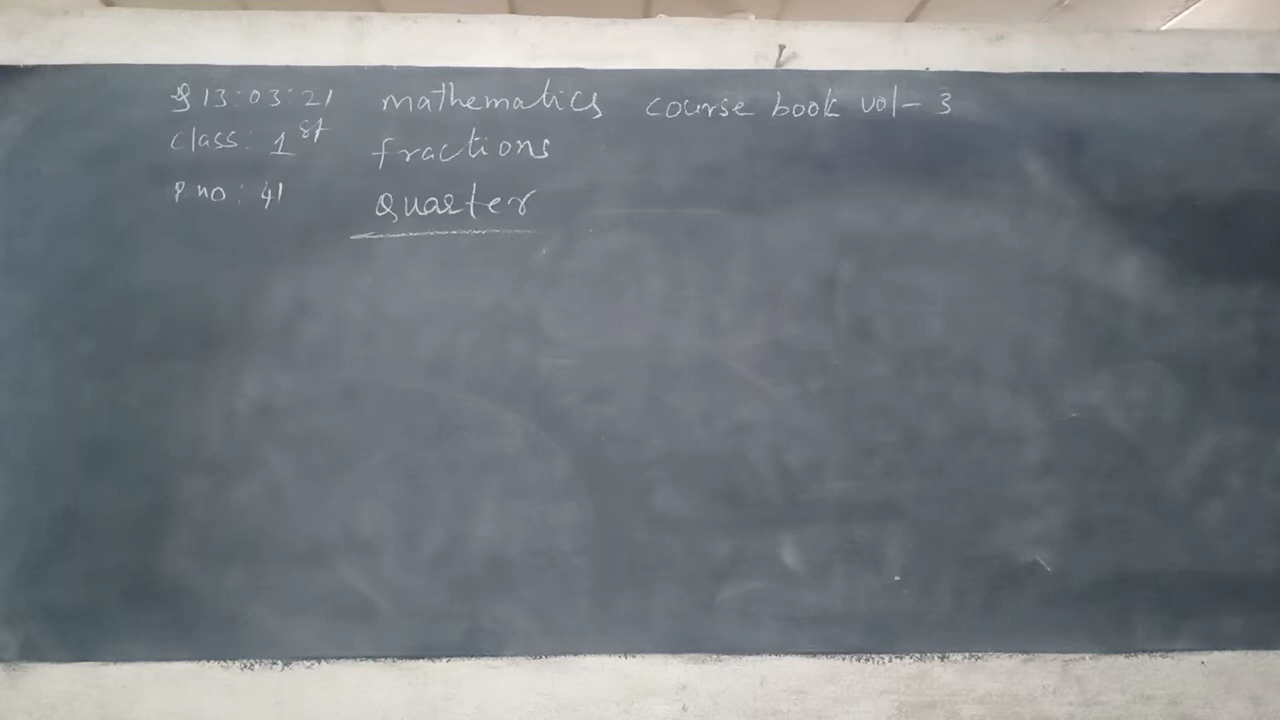 13:03:21 mathematics course book vol-3
class: 1st fractions
P no: 41 quarter